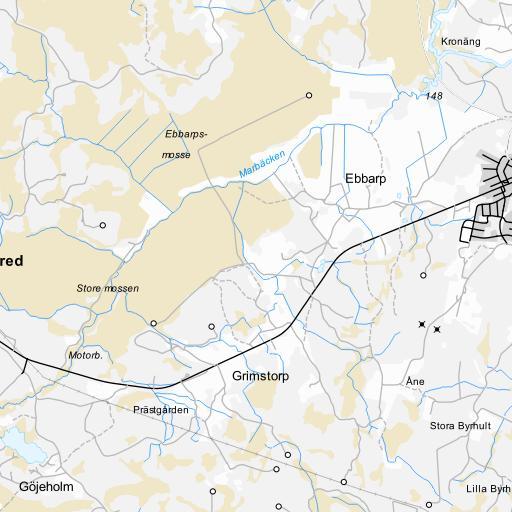 Kronäng
148
Ebbarps-
mosse
Marbäcken
Ebbarp
red
Store mossen
Motorb.
Grimstorp
Åne
Prästgården
Stora Byrhult
Göjeholm
Lilla Byrh